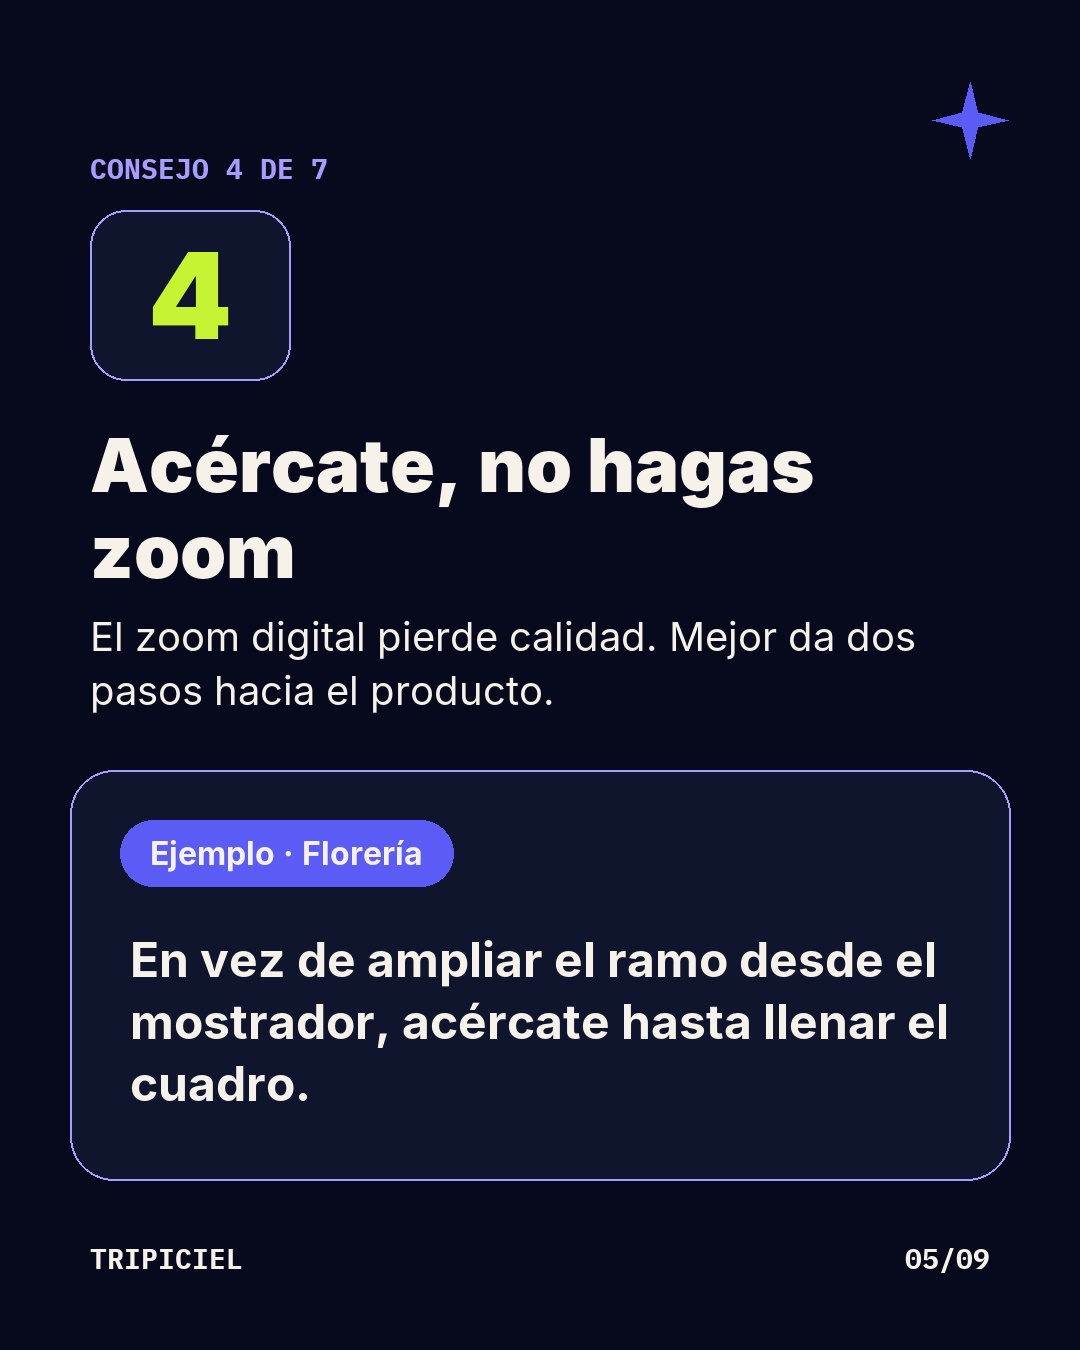 CONSEJO 4 DE 7
4
Acércate, no hagas
zoom
El zoom digital pierde calidad. Mejor da dos
pasos hacia el producto.
Ejemplo · Florería
En vez de ampliar el ramo desde el
mostrador, acércate hasta llenar el
cuadro.
TRIPICIEL
05/09